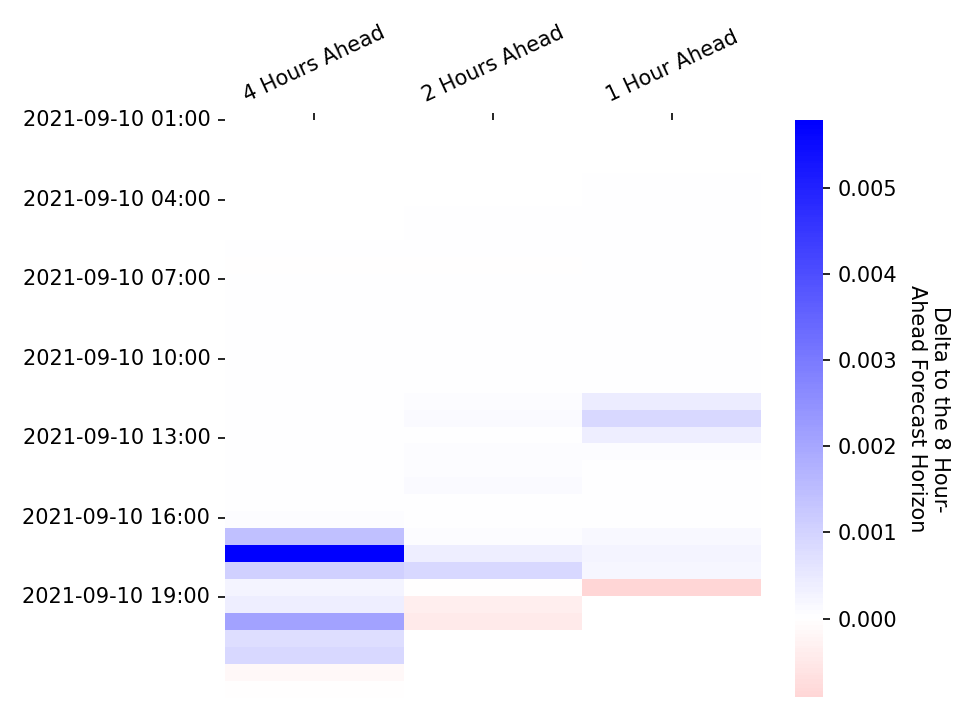 4 Hours Ahead
2 Hours Ahead
1 Hour Ahead
2021-09-10 01:00
2021-09-10 04:00
2021-09-10 07:00
2021-09-10 10:00
2021-09-10 13:00
2021-09-10 16:00
2021-09-10 19:00
0.005
0.004
0.003
0.002
0.001
0.000
Delta to the 8 Hour-
Ahead Forecast Horizon